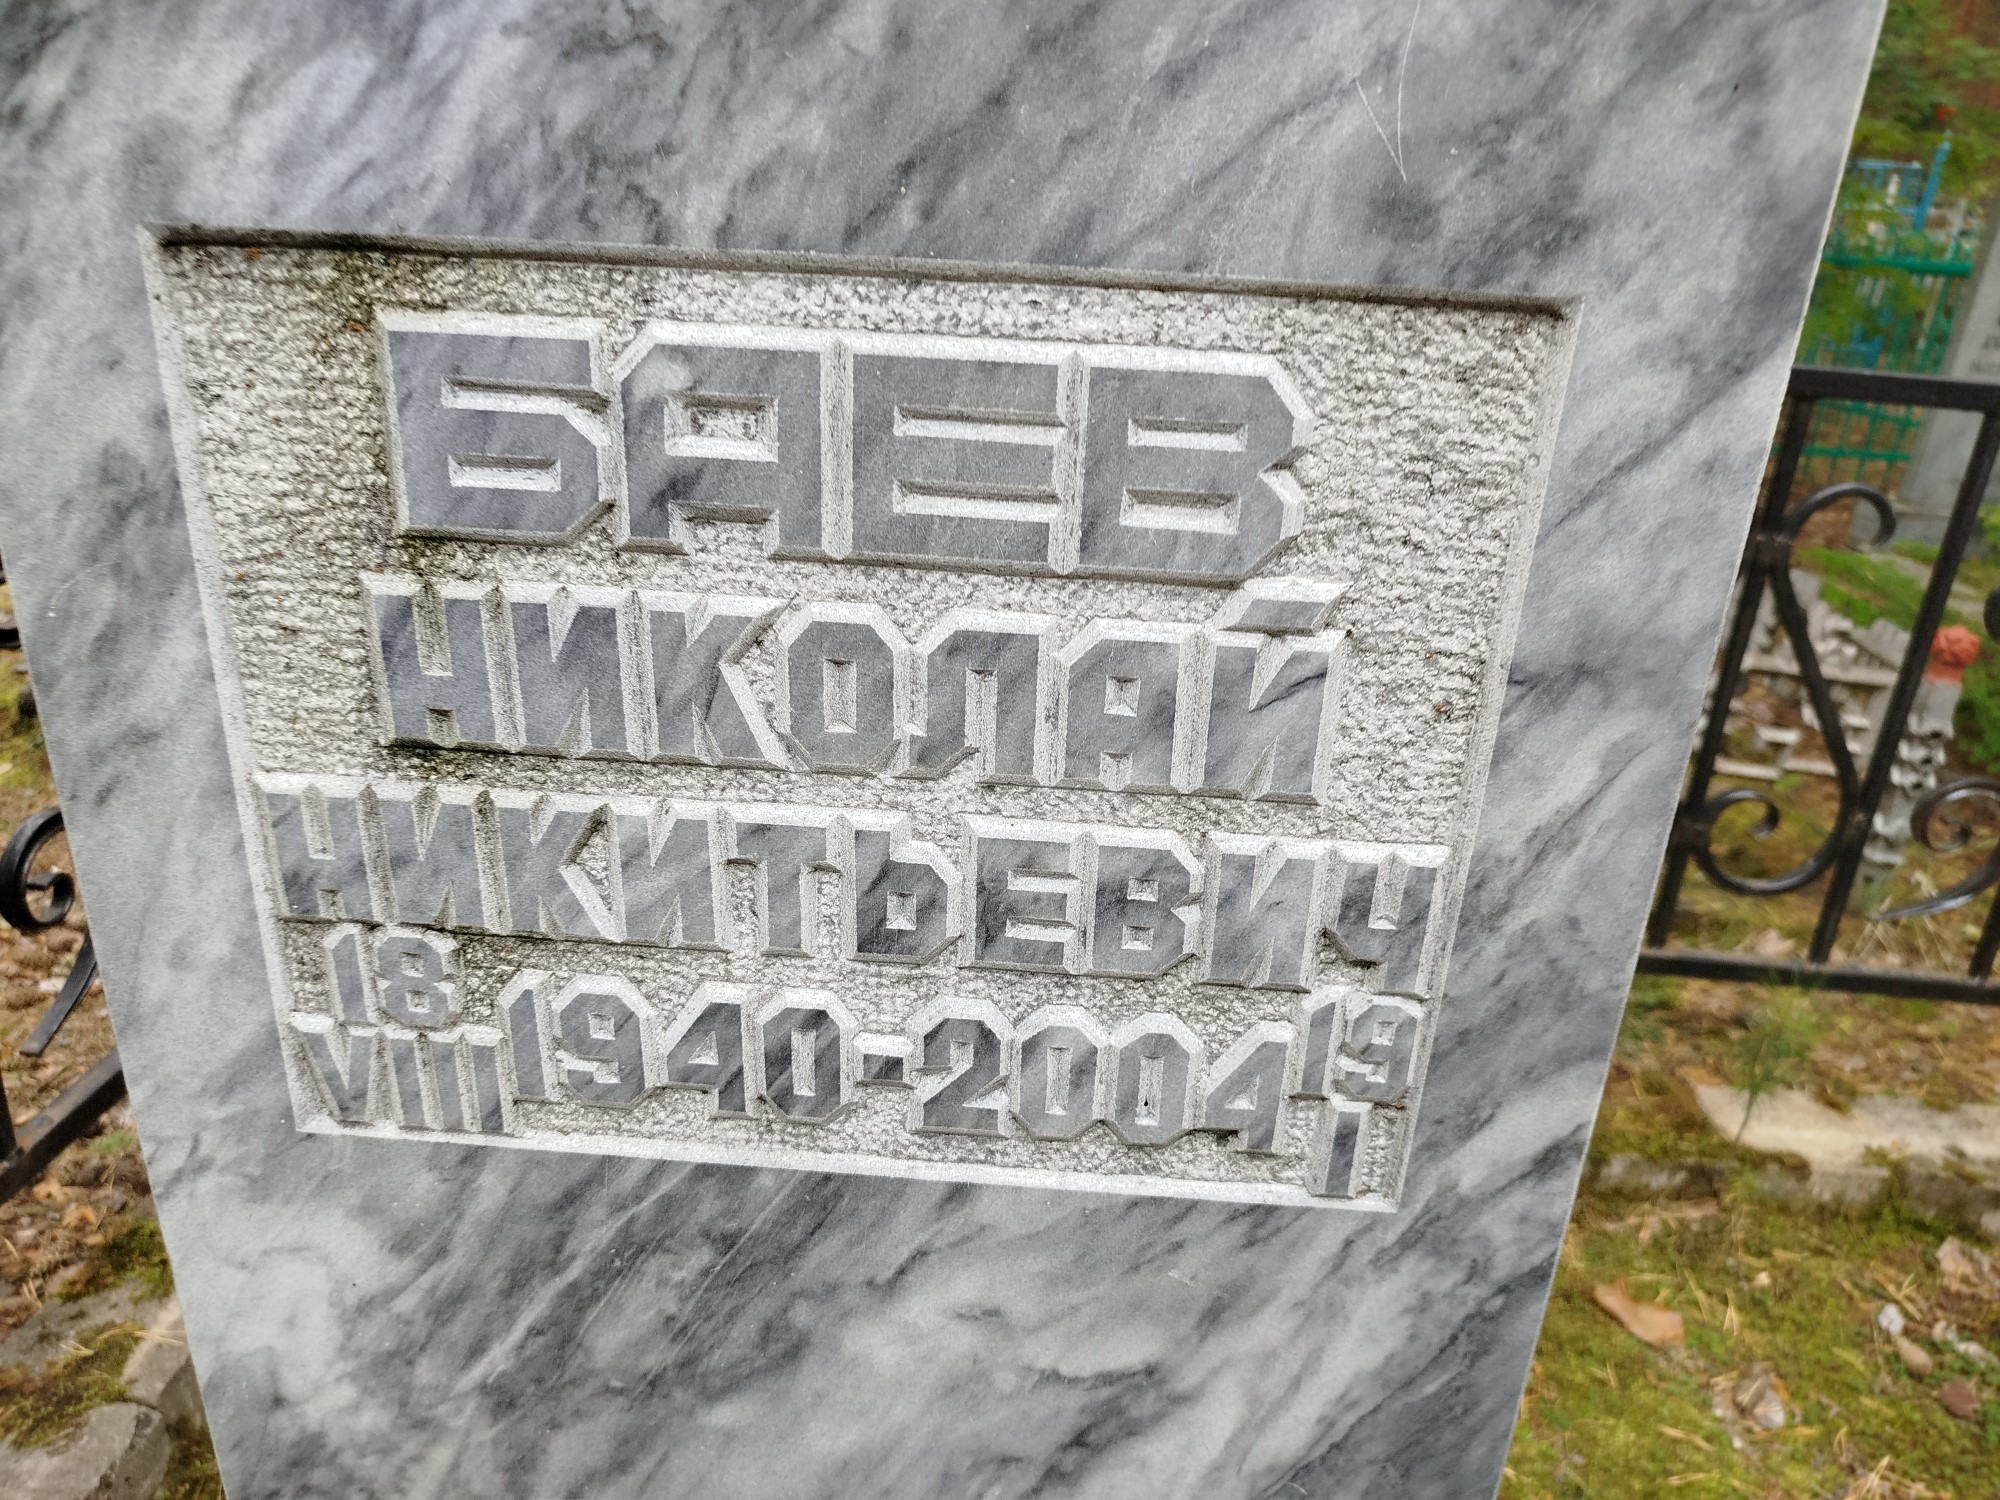 БАЕВ
НИКОЛАЙ
НИКИТЬЕВИЧ
18 VIII 1940-2004 19 I